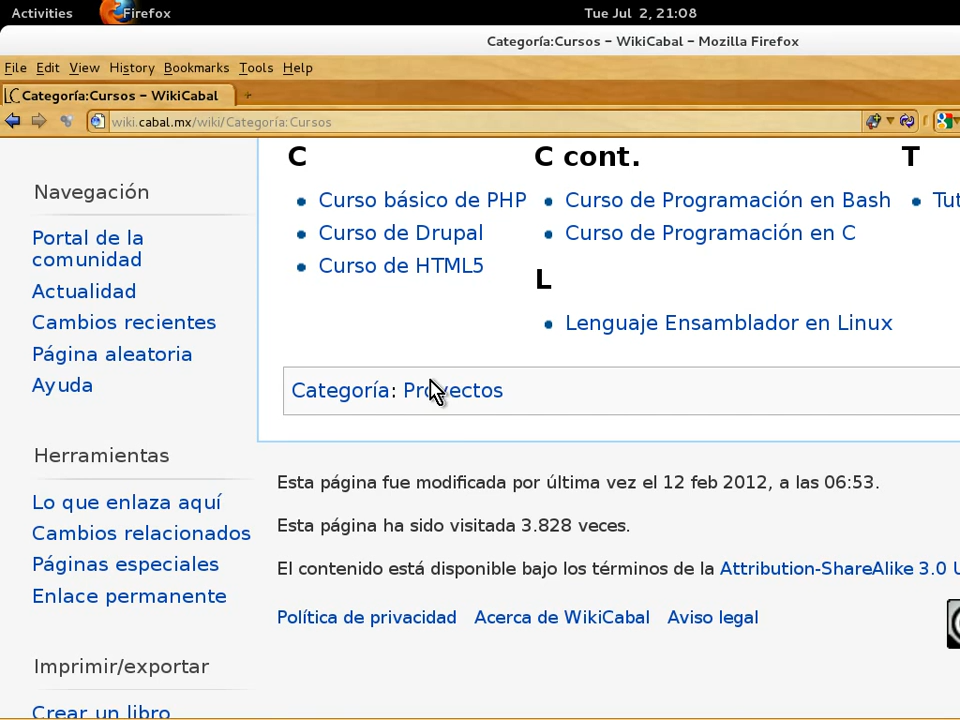 Activities Firefox Tue Jul 2, 21:08
Categoría:Cursos – WikiCabal – Mozilla Firefox
File Edit View History Bookmarks Tools Help
Categoría:Cursos – WikiCabal +
wiki.cabal.mx/wiki/Categoría:Cursos
Navegación
Portal de la
comunidad
Actualidad
Cambios recientes
Página aleatoria
Ayuda
Herramientas
Lo que enlaza aquí
Cambios relacionados
Páginas especiales
Enlace permanente
Imprimir/exportar
Crear un libro
C
Curso básico de PHP
Curso de Drupal
Curso de HTML5
C cont.
Curso de Programación en Bash
Curso de Programación en C
L
Lenguaje Ensamblador en Linux
T
Tut
Categoría: Proyectos
Esta página fue modificada por última vez el 12 feb 2012, a las 06:53.
Esta página ha sido visitada 3.828 veces.
El contenido está disponible bajo los términos de la Attribution-ShareAlike 3.0 U
Política de privacidad Acerca de WikiCabal Aviso legal